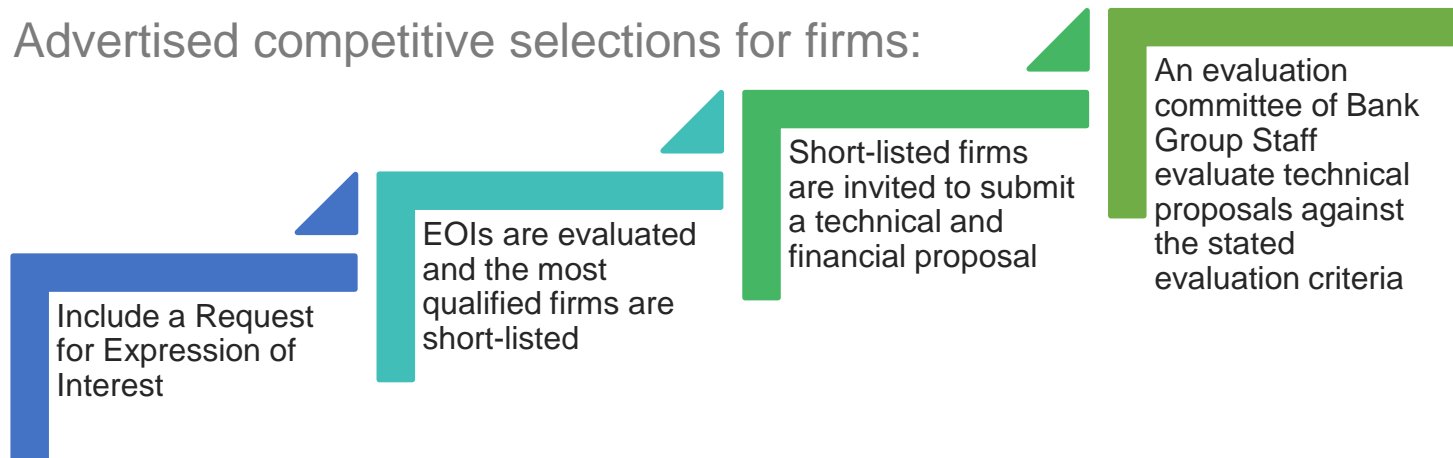 Advertised competitive selections for firms:
Include a Request
for Expression of
Interest
EOIs are evaluated
and the most
qualified firms are
short-listed
Short-listed firms
are invited to submit
a technical and
financial proposal
An evaluation
committee of Bank
Group Staff
evaluate technical
proposals against
the stated
evaluation criteria